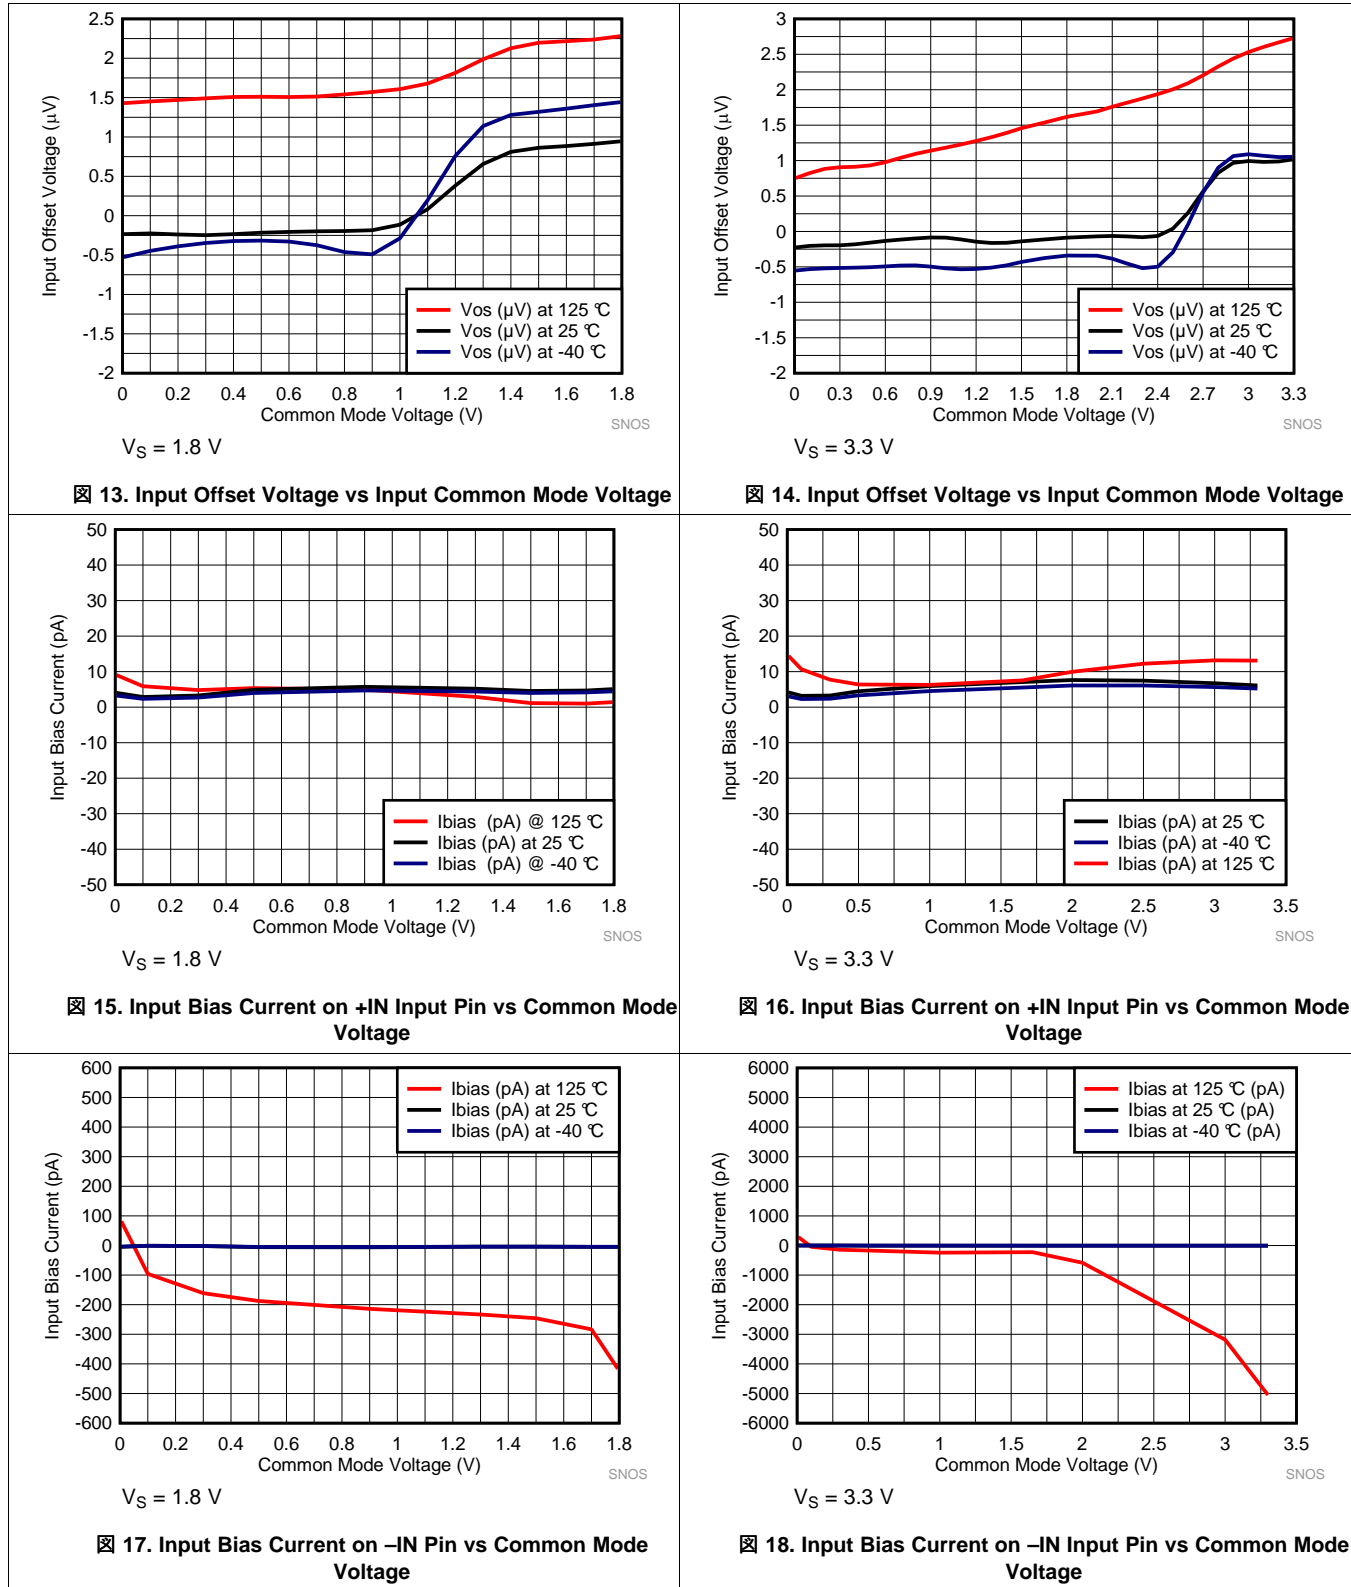 2.5
2
1.5
1
0.5
0
-0.5
-1
-1.5
-2
Input Offset Voltage (µV)
Vos (µV) at 125 °C
Vos (µV) at 25 °C
Vos (µV) at -40 °C
0 0.2 0.4 0.6 0.8 1 1.2 1.4 1.6 1.8
Common Mode Voltage (V)
SNOS
VS = 1.8 V
図 13. Input Offset Voltage vs Input Common Mode Voltage
3
2.5
2
1.5
1
0.5
0
-0.5
-1
-1.5
-2
Input Offset Voltage (µV)
Vos (µV) at 125 °C
Vos (µV) at 25 °C
Vos (µV) at -40 °C
0 0.3 0.6 0.9 1.2 1.5 1.8 2.1 2.4 2.7 3 3.3
Common Mode Voltage (V)
SNOS
VS = 3.3 V
図 14. Input Offset Voltage vs Input Common Mode Voltage
50
40
30
20
10
0
-10
-20
-30
-40
-50
Input Bias Current (pA)
Ibias (pA) @ 125 °C
Ibias (pA) at 25 °C
Ibias (pA) @ -40 °C
0 0.2 0.4 0.6 0.8 1 1.2 1.4 1.6 1.8
Common Mode Voltage (V)
SNOS
VS = 1.8 V
図 15. Input Bias Current on +IN Input Pin vs Common Mode
Voltage
50
40
30
20
10
0
-10
-20
-30
-40
-50
Input Bias Current (pA)
Ibias (pA) at 25 °C
Ibias (pA) at -40 °C
Ibias (pA) at 125 °C
0 0.5 1 1.5 2 2.5 3 3.5
Common Mode Voltage (V)
SNOS
VS = 3.3 V
図 16. Input Bias Current on +IN Input Pin vs Common Mode
Voltage
600
500
400
300
200
100
0
-100
-200
-300
-400
-500
-600
Input Bias Current (pA)
Ibias (pA) at 125 °C
Ibias (pA) at 25 °C
Ibias (pA) at -40 °C
0 0.2 0.4 0.6 0.8 1 1.2 1.4 1.6 1.8
Common Mode Voltage (V)
SNOS
VS = 1.8 V
図 17. Input Bias Current on –IN Pin vs Common Mode
Voltage
6000
5000
4000
3000
2000
1000
0
-1000
-2000
-3000
-4000
-5000
-6000
Input Bias Current (pA)
Ibias at 125 °C (pA)
Ibias at 25 °C (pA)
Ibias at -40 °C (pA)
0 0.5 1 1.5 2 2.5 3 3.5
Common Mode Voltage (V)
SNOS
VS = 3.3 V
図 18. Input Bias Current on –IN Input Pin vs Common Mode
Voltage